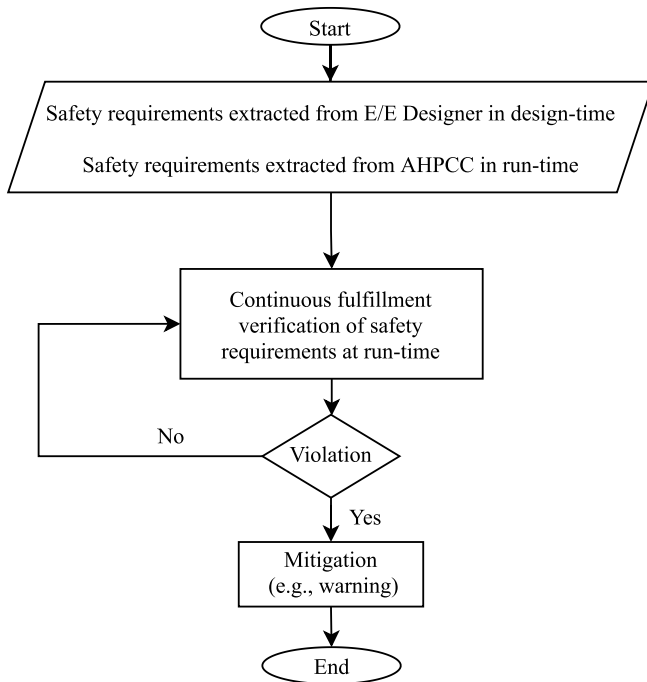 Start
Safety requirements extracted from E/E Designer in design-time
Safety requirements extracted from AHPCC in run-time
Continuous fulfillment
verification of safety
requirements at run-time
No
Violation
Yes
Mitigation
(e.g., warning)
End